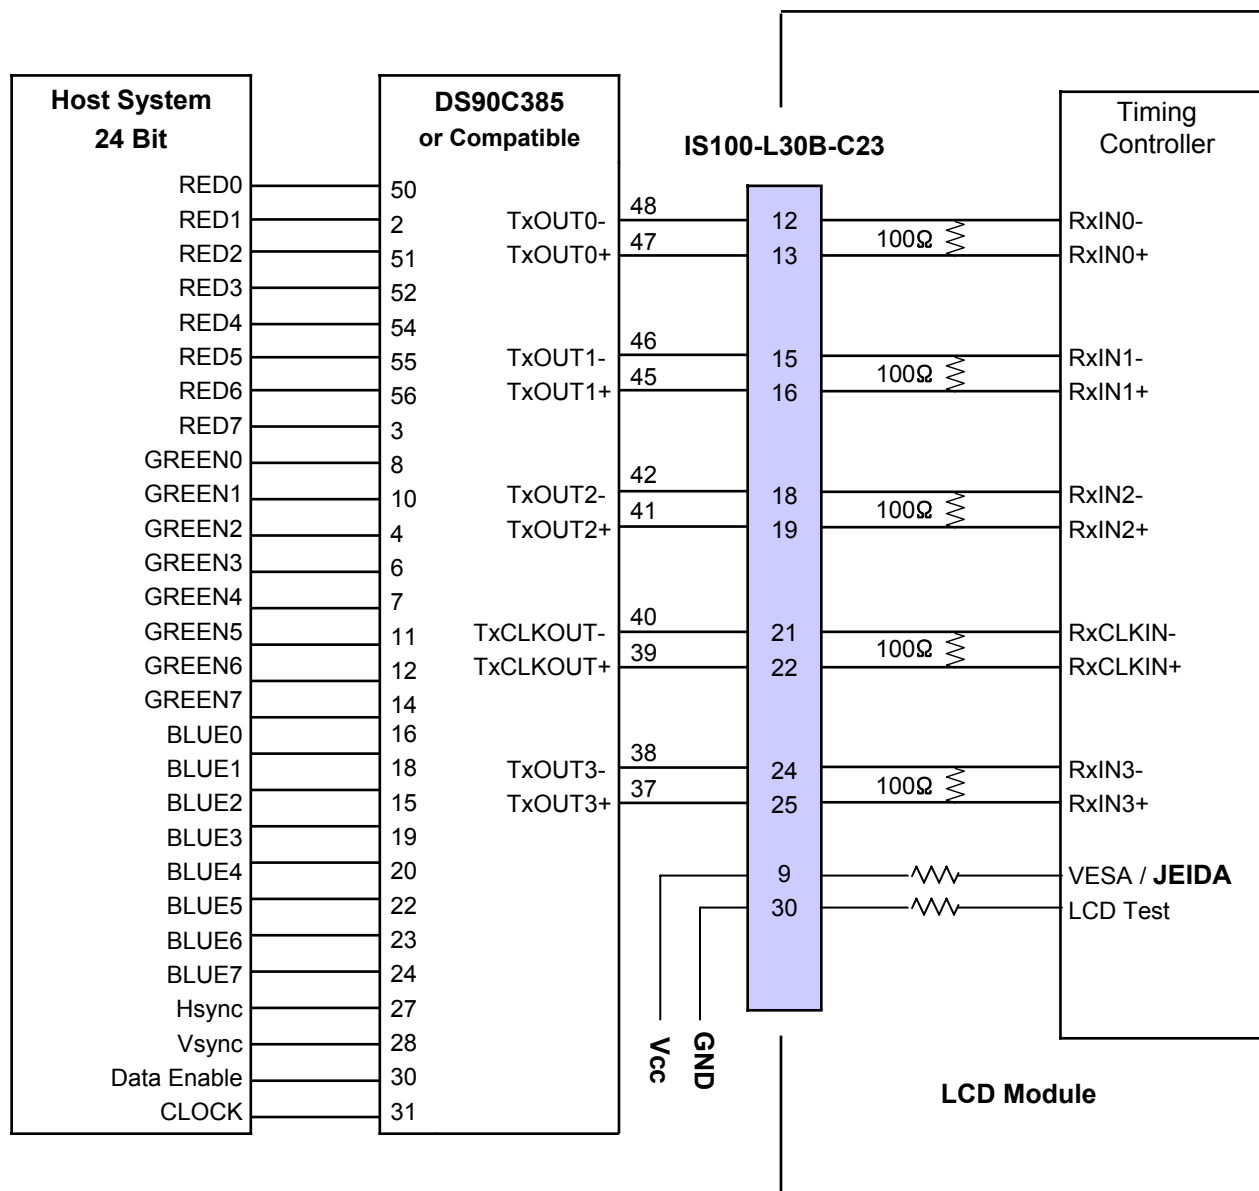 Host System
24 Bit
RED0
RED1
RED2
RED3
RED4
RED5
RED6
RED7
GREEN0
GREEN1
GREEN2
GREEN3
GREEN4
GREEN5
GREEN6
GREEN7
BLUE0
BLUE1
BLUE2
BLUE3
BLUE4
BLUE5
BLUE6
BLUE7
Hsync
Vsync
Data Enable
CLOCK
DS90C385
or Compatible
50
2
51
52
54
55
56
3
8
10
4
6
7
11
12
14
16
18
15
19
20
22
23
24
27
28
30
31
TxOUT0-
TxOUT0+
TxOUT1-
TxOUT1+
TxOUT2-
TxOUT2+
TxCLKOUT-
TxCLKOUT+
TxOUT3-
TxOUT3+
48
47
46
45
42
41
40
39
38
37
IS100-L30B-C23
12
13
15
16
18
19
21
22
24
25
9
30
Vcc
GND
100Ω
100Ω
100Ω
100Ω
100Ω
Timing
Controller
RxIN0-
RxIN0+
RxIN1-
RxIN1+
RxIN2-
RxIN2+
RxCLKIN-
RxCLKIN+
RxIN3-
RxIN3+
VESA / JEIDA
LCD Test
LCD Module